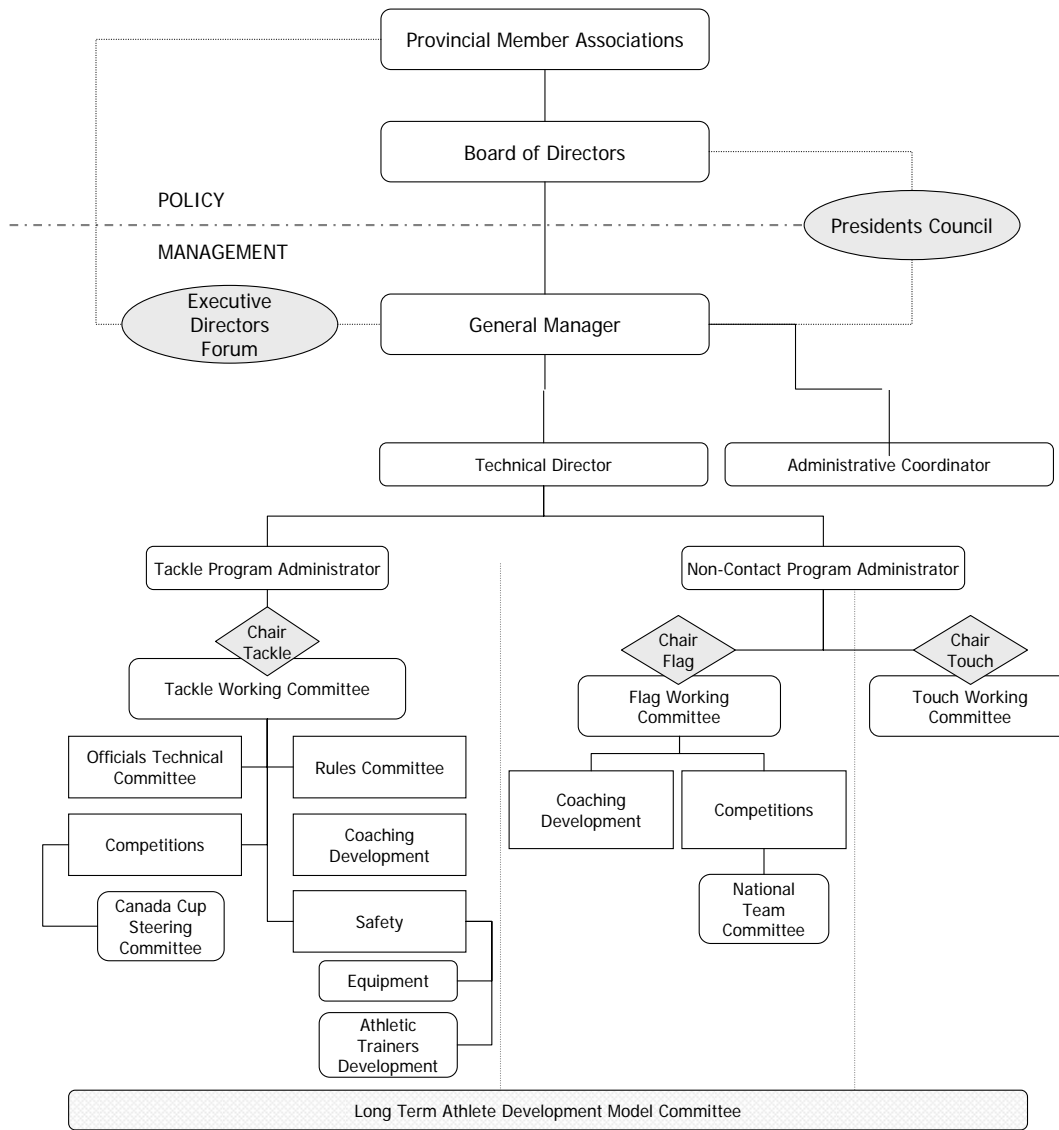 Provincial Member Associations
Board of Directors
POLICY
Presidents Council
MANAGEMENT
Executive
Directors
Forum
General Manager
Technical Director
Administrative Coordinator
Tackle Program Administrator
Non-Contact Program Administrator
Chair
Tackle
Chair
Flag
Chair
Touch
Tackle Working Committee
Flag Working
Committee
Touch Working
Committee
Officials Technical
Committee
Rules Committee
Coaching
Development
Competitions
Competitions
Coaching
Development
Canada Cup
Steering
Committee
Safety
National
Team
Committee
Equipment
Athletic
Trainers
Development
Long Term Athlete Development Model Committee